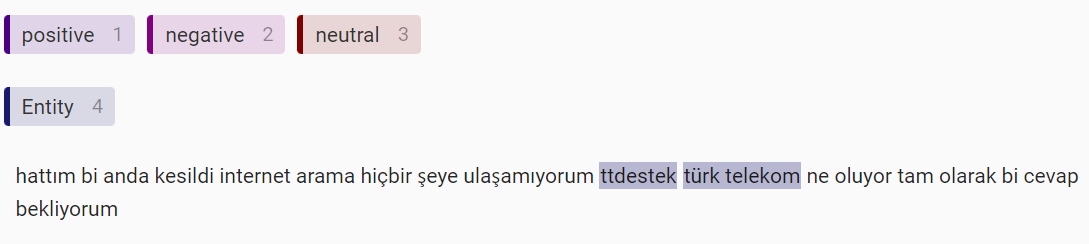 positive 1 negative 2 neutral 3
Entity 4
hattım bi anda kesildi internet arama hiçbir şeye ulaşamıyorum ttdestek türk telekom ne oluyor tam olarak bi cevap
bekliyorum